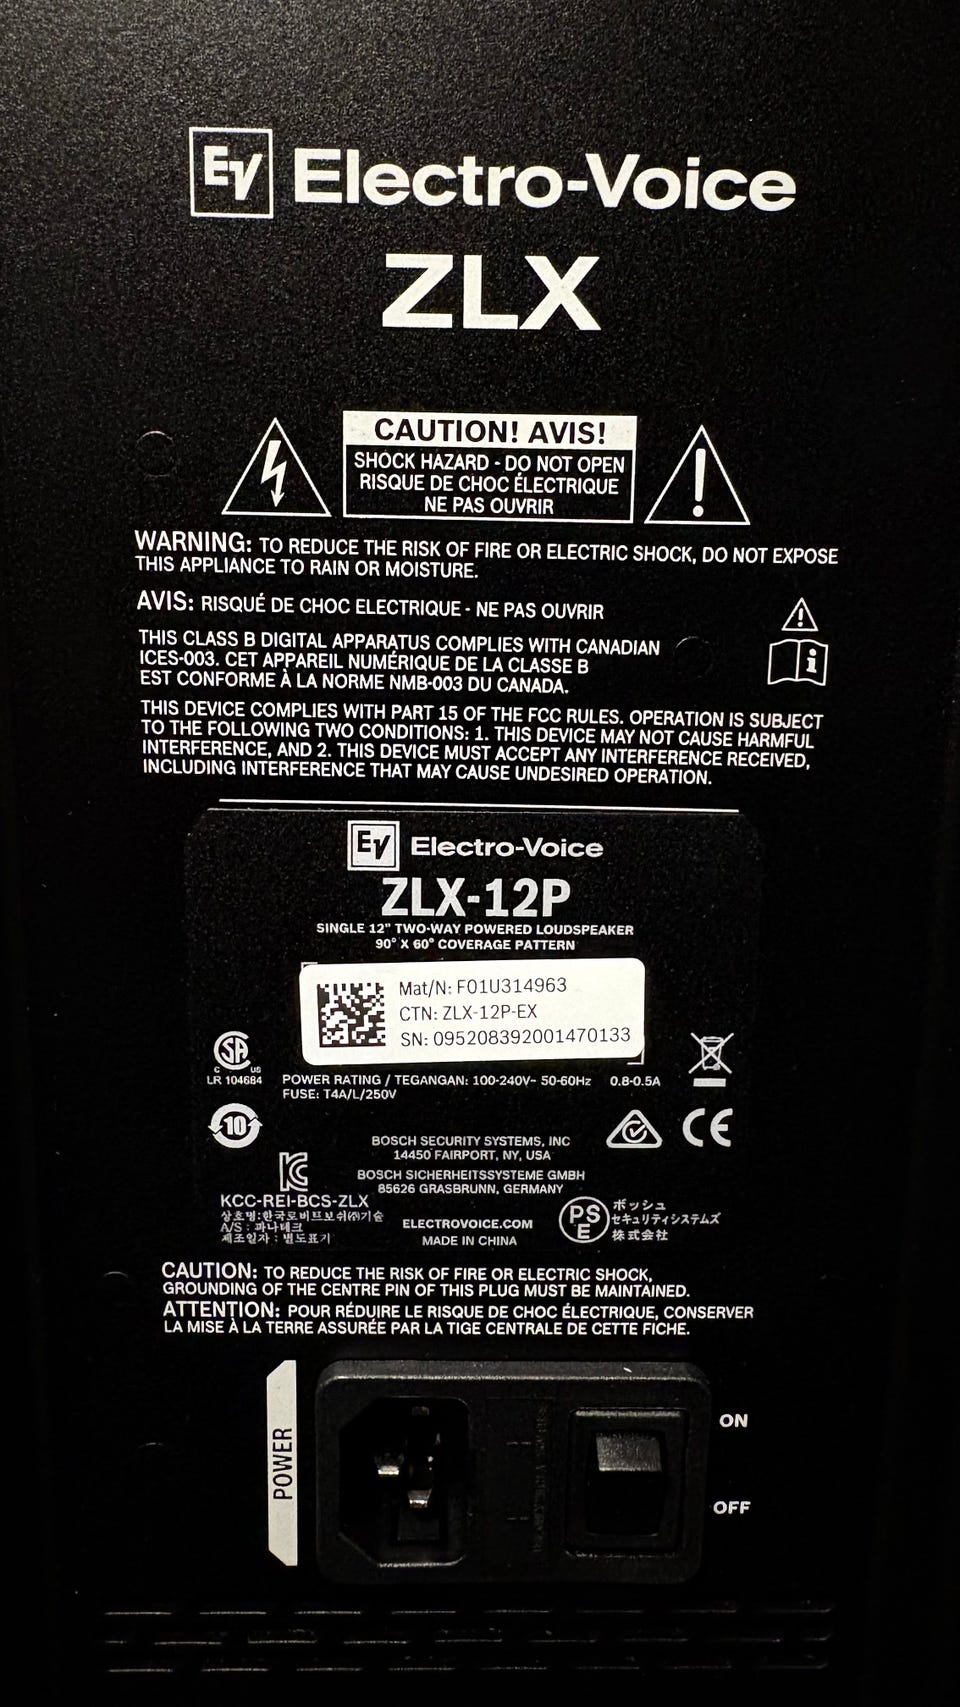 EV Electro-Voice
ZLX
CAUTION! AVIS!
SHOCK HAZARD - DO NOT OPEN
RISQUE DE CHOC ÉLECTRIQUE
NE PAS OUVRIR
WARNING: TO REDUCE THE RISK OF FIRE OR ELECTRIC SHOCK, DO NOT EXPOSE
THIS APPLIANCE TO RAIN OR MOISTURE.
AVIS: RISQUÉ DE CHOC ELECTRIQUE - NE PAS OUVRIR
THIS CLASS B DIGITAL APPARATUS COMPLIES WITH CANADIAN
ICES-003. CET APPAREIL NUMÉRIQUE DE LA CLASSE B
EST CONFORME À LA NORME NMB-003 DU CANADA.
THIS DEVICE COMPLIES WITH PART 15 OF THE FCC RULES. OPERATION IS SUBJECT
TO THE FOLLOWING TWO CONDITIONS: 1. THIS DEVICE MAY NOT CAUSE HARMFUL
INTERFERENCE, AND 2. THIS DEVICE MUST ACCEPT ANY INTERFERENCE RECEIVED,
INCLUDING INTERFERENCE THAT MAY CAUSE UNDESIRED OPERATION.
EV Electro-Voice
ZLX-12P
SINGLE 12" TWO-WAY POWERED LOUDSPEAKER
90° X 60° COVERAGE PATTERN
Mat/N: F01U314963
CTN: ZLX-12P-EX
SN: 095208392001470133
SA
C US
LR 104684
POWER RATING / TEGANGAN: 100-240V~ 50-60Hz 0.8-0.5A
FUSE: T4A/L/250V
10
CE
BOSCH SECURITY SYSTEMS, INC
14450 FAIRPORT, NY, USA
BOSCH SICHERHEITSSYSTEME GMBH
85626 GRASBRUNN, GERMANY
KCC-REI-BCS-ZLX
상호명:한국로버트보쉬㈜기술
A/S : 파나테크
제조일자 : 별도표기
ELECTROVOICE.COM
MADE IN CHINA
PS
E
ボッシュ
セキュリティシステムズ
株式会社
CAUTION: TO REDUCE THE RISK OF FIRE OR ELECTRIC SHOCK,
GROUNDING OF THE CENTRE PIN OF THIS PLUG MUST BE MAINTAINED.
ATTENTION: POUR RÉDUIRE LE RISQUE DE CHOC ÉLECTRIQUE, CONSERVER
LA MISE À LA TERRE ASSURÉE PAR LA TIGE CENTRALE DE CETTE FICHE.
POWER
ON
OFF